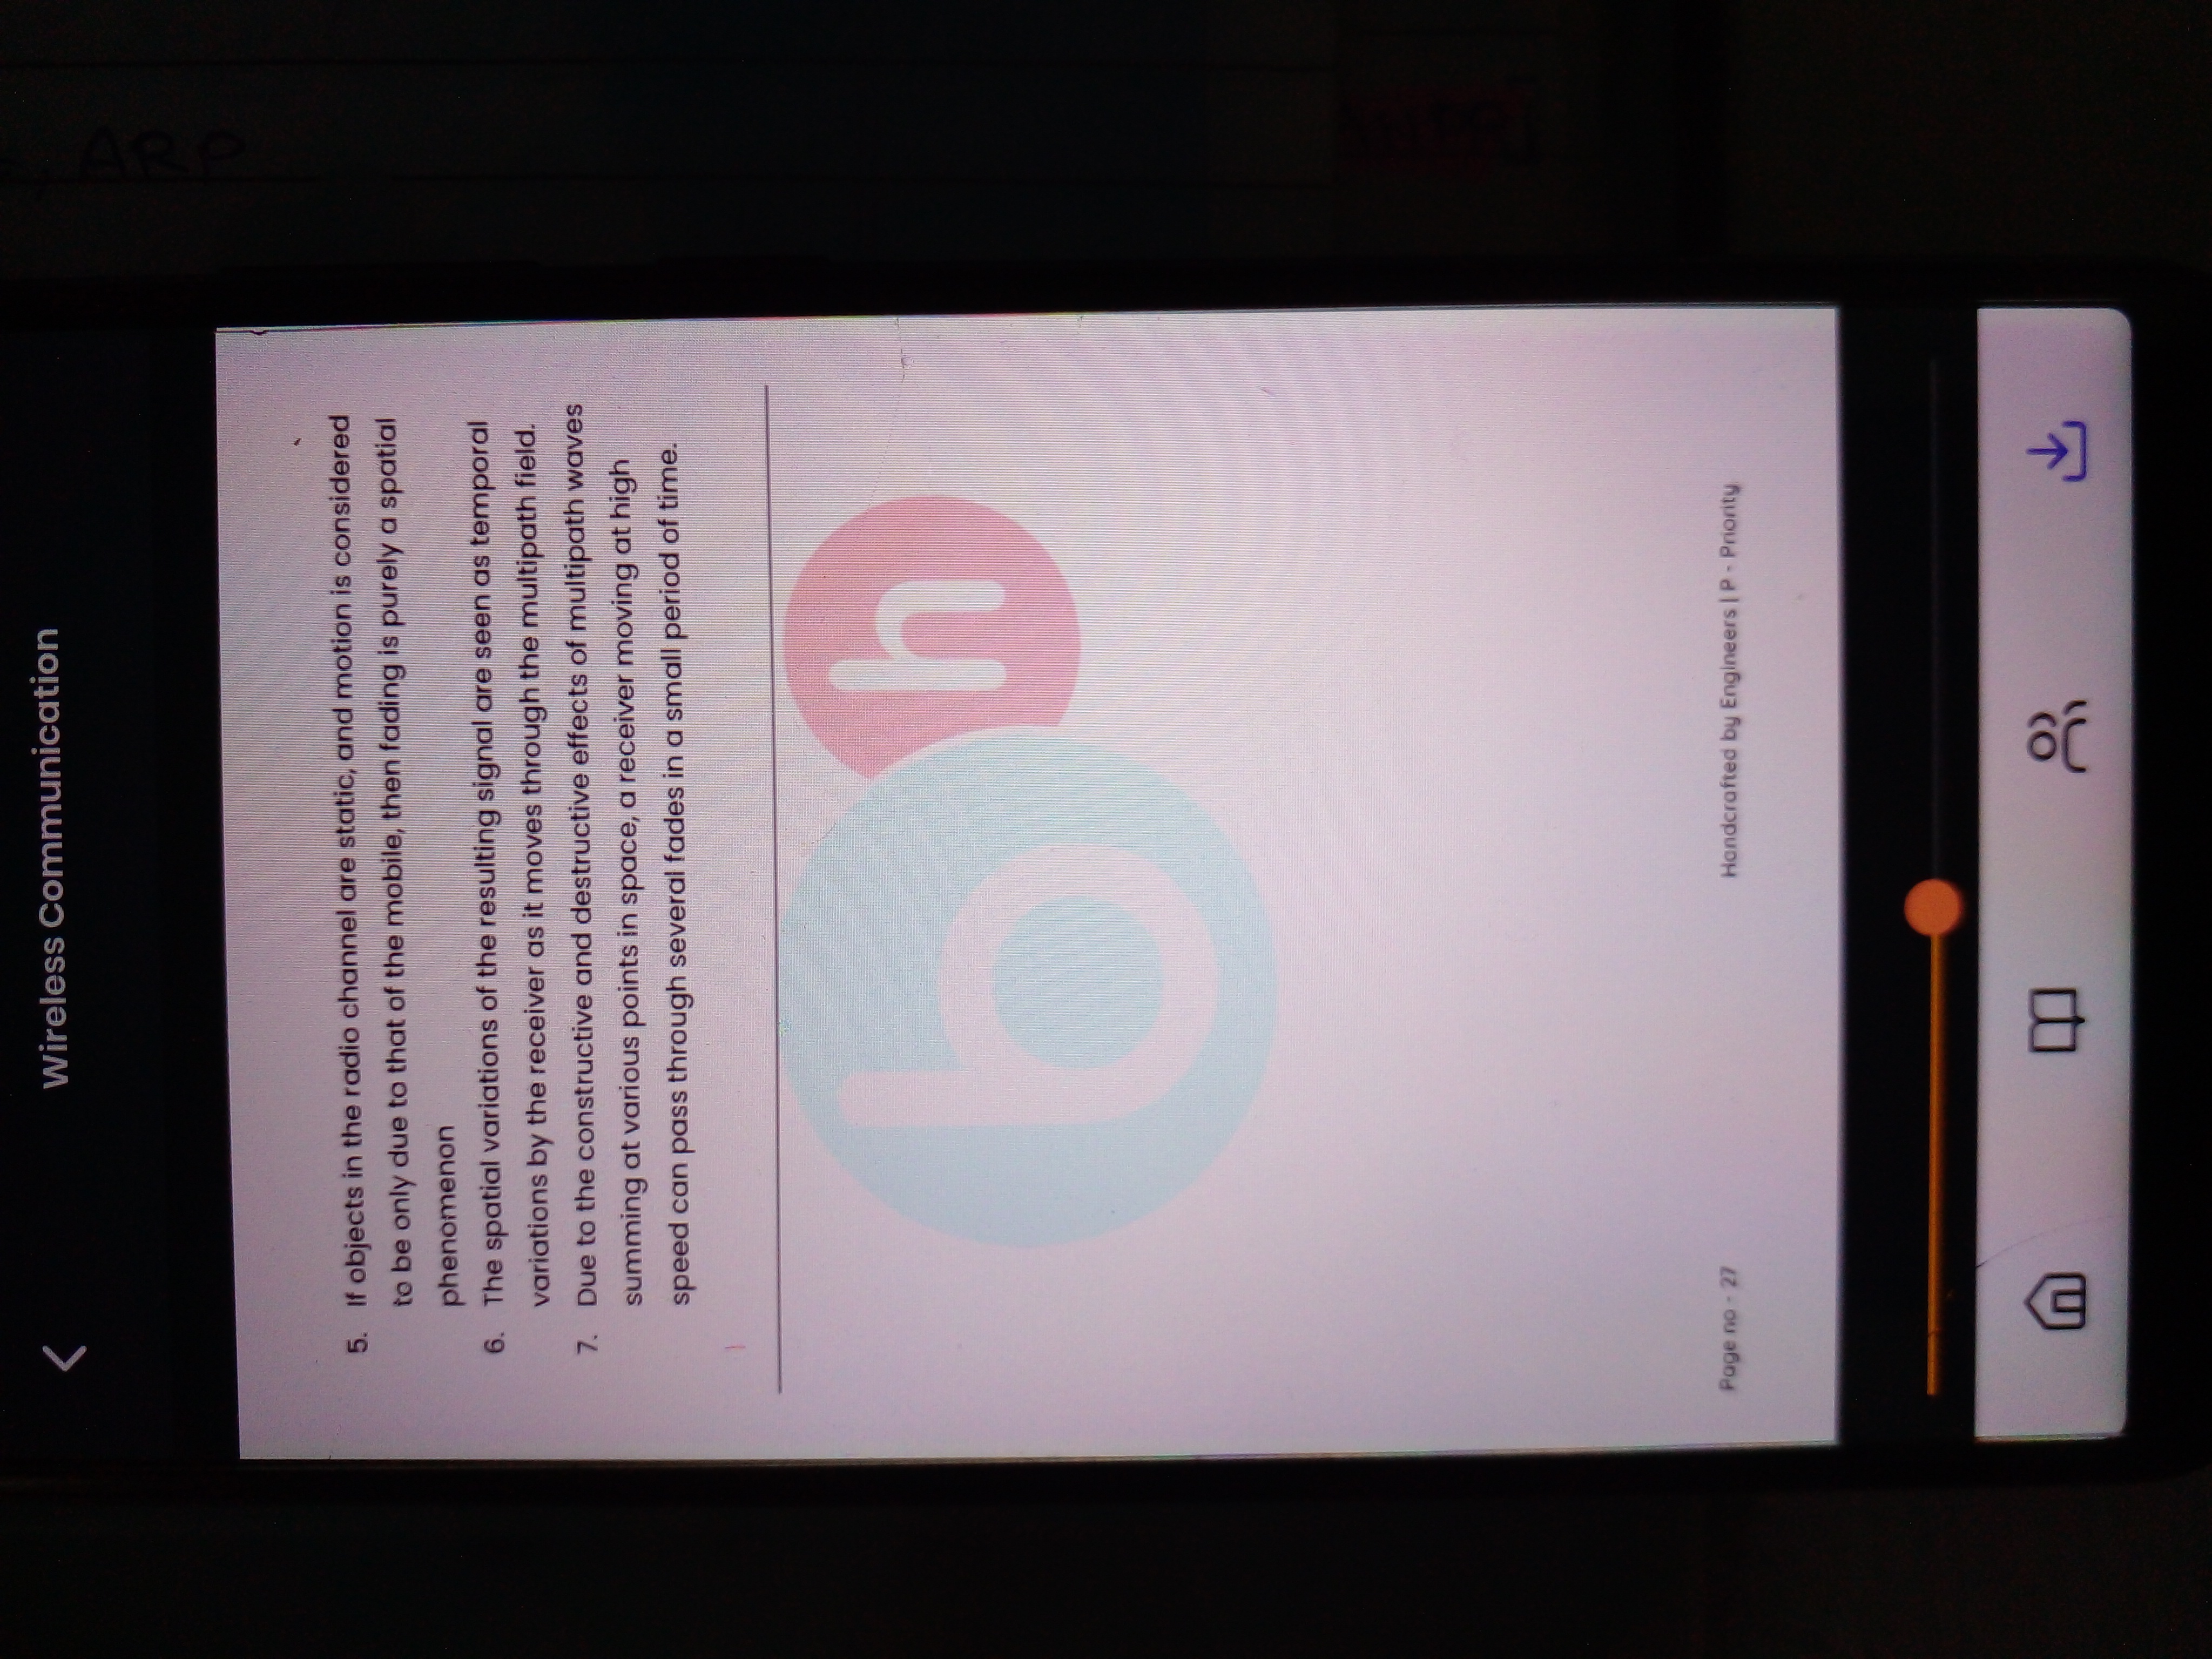 Wireless Communication
5. If objects in the radio channel are static, and motion is considered
to be only due to that of the mobile, then fading is purely a spatial
phenomenon
6. The spatial variations of the resulting signal are seen as temporal
variations by the receiver as it moves through the multipath field.
7. Due to the constructive and destructive effects of multipath waves
summing at various points in space, a receiver moving at high
speed can pass through several fades in a small period of time.
b h
Page no - 27 Handcrafted by Engineers | P - Priority
ARP